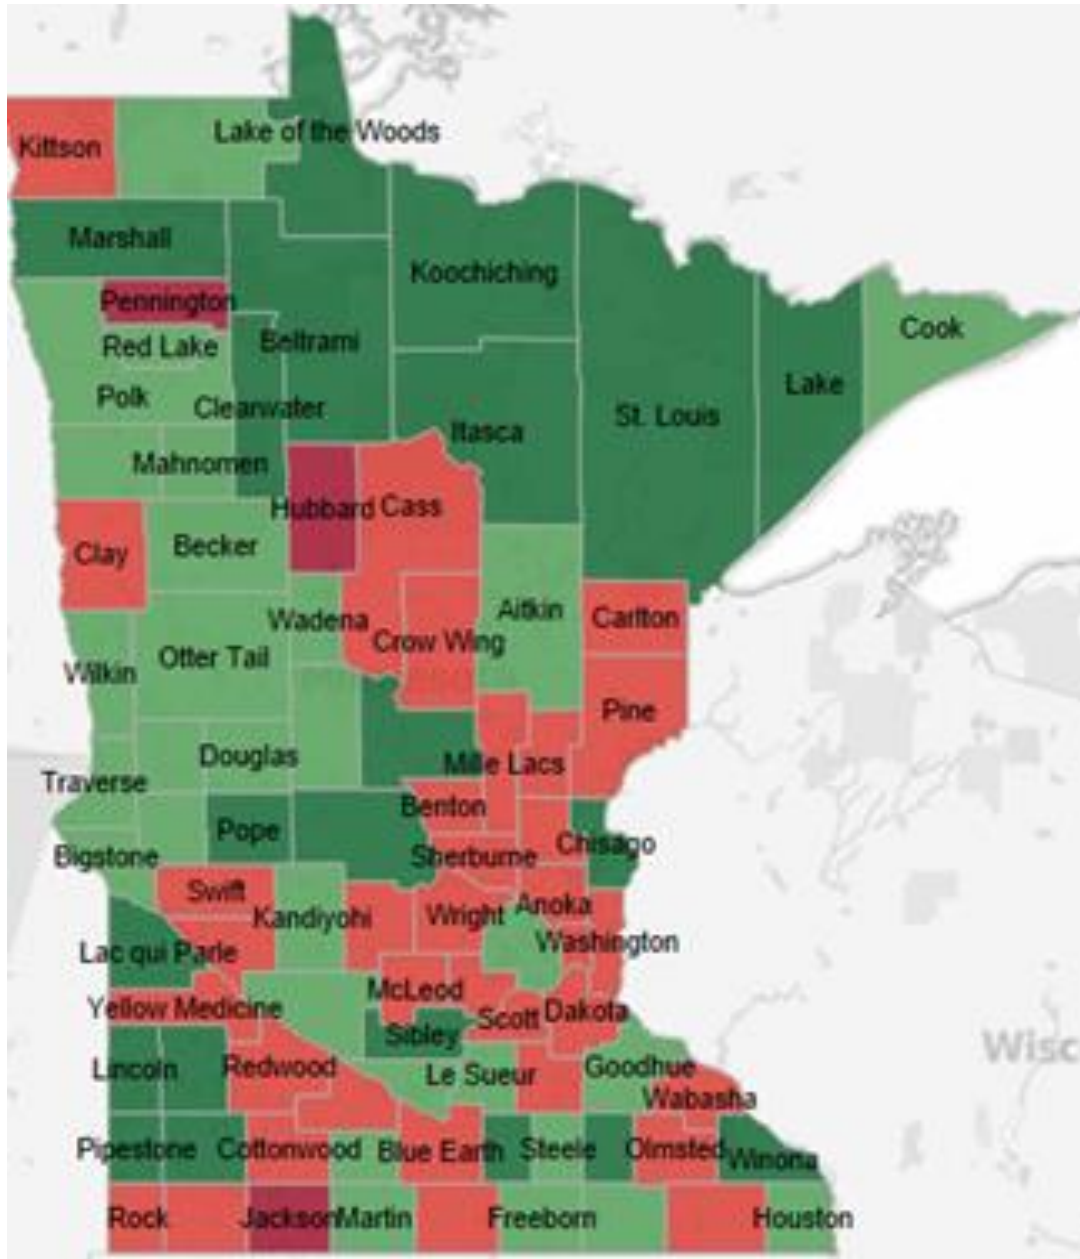 Lake of the Woods
Kittson
Marshall
Koochiching
Pennington
Cook
Beltrami
Red Lake
Lake
Polk
Clearwater
St. Louis
Itasca
Mahnomen
Hubbard
Cass
Becker
Clay
Aitkin
Wadena
Carlton
Crow Wing
Otter Tail
Wilkin
Pine
Douglas
Mille Lacs
Traverse
Benton
Pope
Chisago
Bigstone
Sherburne
Swift
Anoka
Kandiyohi
Wright
Washington
Lac qui Parle
McLeod
Yellow Medicine
Dakota
Scott
Sibley
Wisc
Lincoln
Redwood
Goodhue
Le Sueur
Wabasha
Pipestone
Cottonwood
Blue Earth
Steele
Olmsted
Winona
Rock
Jackson
Martin
Freeborn
Houston